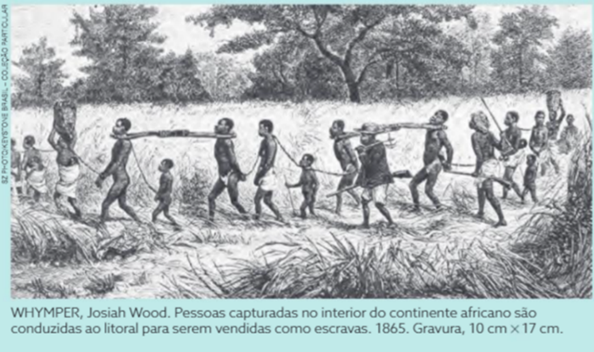 SZ PHOTO/KEYSTONE BRASIL – COLEÇÃO PARTICULAR
WHYMPER, Josiah Wood. Pessoas capturadas no interior do continente africano são
conduzidas ao litoral para serem vendidas como escravas. 1865. Gravura, 10 cm × 17 cm.